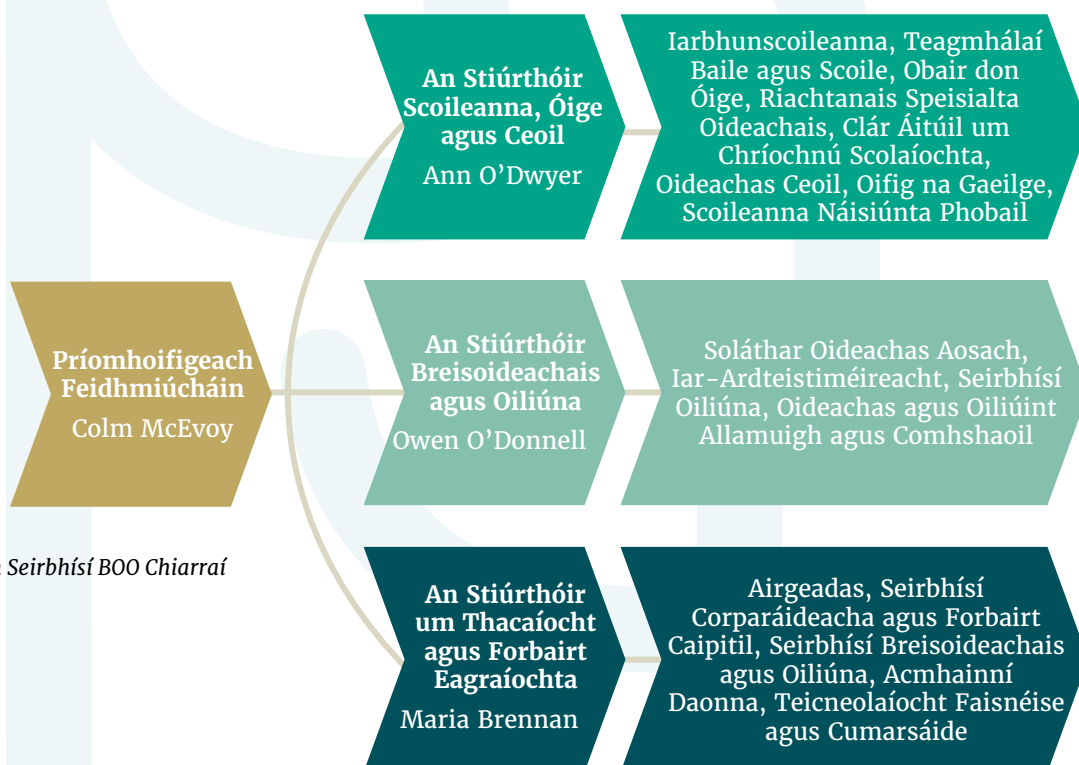 Príomhoifigeach
Feidhmiúcháin
Colm McEvoy
An Stiúrthóir
Scoileanna, Óige
agus Ceoil
Ann O’Dwyer
Iarbhunscoileanna, Teagmhálaí
Baile agus Scoile, Obair don
Óige, Riachtanais Speisialta
Oideachais, Clár Áitúil um
Chríochnú Scolaíochta,
Oideachas Ceoil, Oifig na Gaeilge,
Scoileanna Náisiúnta Phobail
An Stiúrthóir
Breisoideachais
agus Oiliúna
Owen O’Donnell
Soláthar Oideachas Aosach,
Iar-Ardteistiméireacht, Seirbhísí
Oiliúna, Oideachas agus Oiliúint
Allamuigh agus Comhshaoil
An Stiúrthóir
um Thacaíocht
agus Forbairt
Eagraíochta
Maria Brennan
Airgeadas, Seirbhísí
Corparáideacha agus Forbairt
Caipitil, Seirbhísí Breisoideachais
agus Oiliúna, Acmhainní
Daonna, Teicneolaíocht Faisnéise
agus Cumarsáide
Seirbhísí BOO Chiarraí